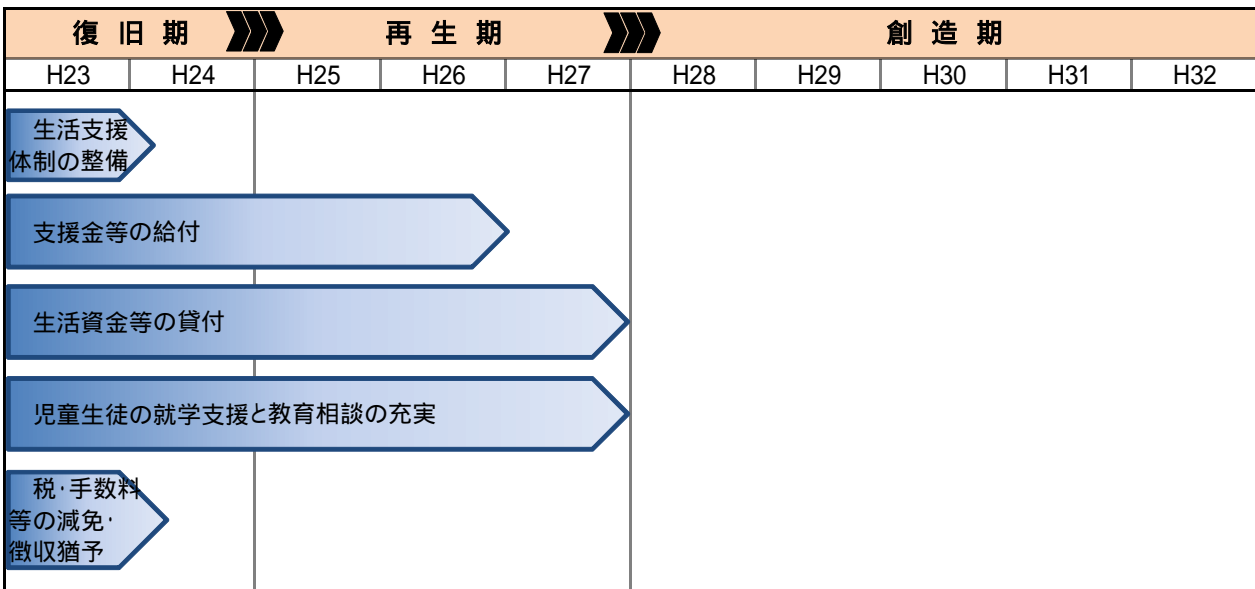 復旧期 再生期 創造期
H23 H24 H25 H26 H27 H28 H29 H30 H31 H32
生活支援
体制の整備
支援金等の給付
生活資金等の貸付
児童生徒の就学支援と教育相談の充実
税・手数料
等の減免・
徴収猶予